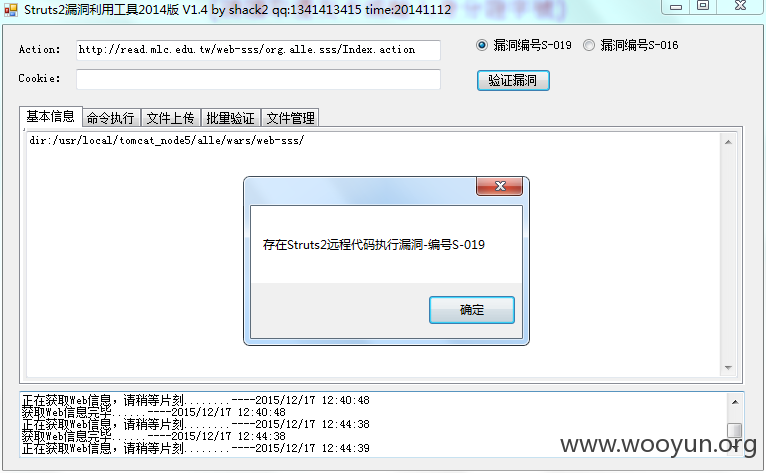 Struts2漏洞利用工具2014版 V1.4 by shack2 qq:1341413415 time:20141112
Action: http://read.mlc.edu.tw/web-sss/org.alle.sss/Index.action
漏洞编号S-019 漏洞编号S-016
Cookie:
验证漏洞
基本信息 命令执行 文件上传 批量验证 文件管理
dir:/usr/local/tomcat_node5/alle/wars/web-sss/
存在Struts2远程代码执行漏洞-编号S-019
确定
正在获取Web信息，请稍等片刻........----2015/12/17 12:40:48
获取Web信息完毕......----2015/12/17 12:40:48
正在获取Web信息，请稍等片刻........----2015/12/17 12:44:38
获取Web信息完毕......----2015/12/17 12:44:38
正在获取Web信息，请稍等片刻........----2015/12/17 12:44:39
www.wooyun.org